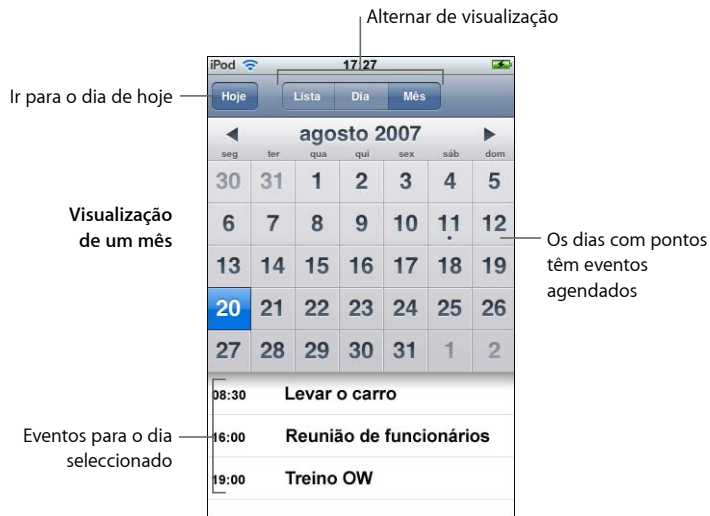 Alternar de visualização
iPod 17:27
Ir para o dia de hoje
Hoje Lista Dia Mês
agosto 2007
seg ter qua qui sex sáb dom
30 31 1 2 3 4 5
Visualização
de um mês
6 7 8 9 10 11 12
Os dias com pontos
têm eventos
agendados
13 14 15 16 17 18 19
20 21 22 23 24 25 26
27 28 29 30 31 1 2
08:30 Levar o carro
Eventos para o dia
seleccionado
16:00 Reunião de funcionários
19:00 Treino OW